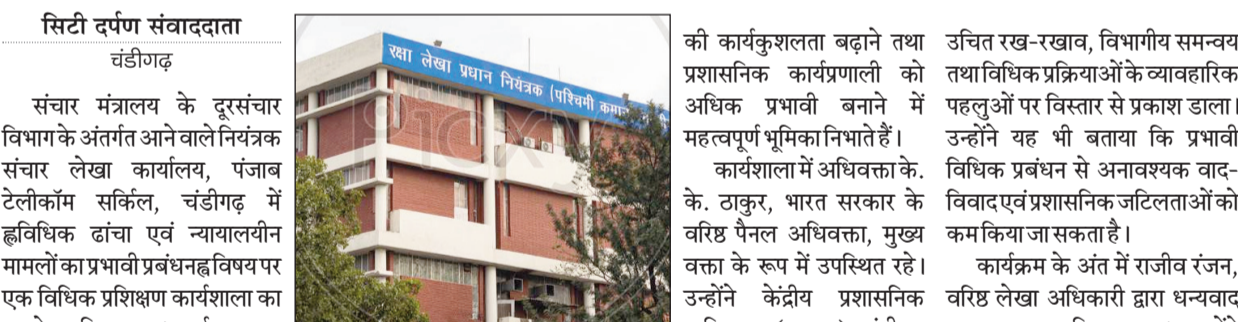 सिटी दर्पण संवाददाता
चंडीगढ़
संचार मंत्रालय के दूरसंचार
विभाग के अंतर्गत आने वाले नियंत्रक
संचार लेखा कार्यालय, पंजाब
टेलीकॉम सर्किल, चंडीगढ़ में
ह्वविधिक ढांचा एवं न्यायालयीन
मामलों का प्रभावी प्रबंधनह्व विषय पर
एक विधिक प्रशिक्षण कार्यशाला का
रक्षा लेखा प्रधान नियंत्रक (पश्चिमी
Picxy
की कार्यकुशलता बढ़ाने तथा
प्रशासनिक कार्यप्रणाली को
अधिक प्रभावी बनाने में
महत्वपूर्ण भूमिका निभाते हैं।
कार्यशाला में अधिवक्ता के.
के. ठाकुर, भारत सरकार के
वरिष्ठ पैनल अधिवक्ता, मुख्य
वक्ता के रूप में उपस्थित रहे।
उन्होंने केंद्रीय प्रशासनिक
उचित रख-रखाव, विभागीय समन्वय
तथा विधिक प्रक्रियाओं के व्यावहारिक
पहलुओं पर विस्तार से प्रकाश डाला।
उन्होंने यह भी बताया कि प्रभावी
विधिक प्रबंधन से अनावश्यक वाद-
विवाद एवं प्रशासनिक जटिलताओं को
कम किया जा सकता है।
कार्यक्रम के अंत में राजीव रंजन,
वरिष्ठ लेखा अधिकारी द्वारा धन्यवाद